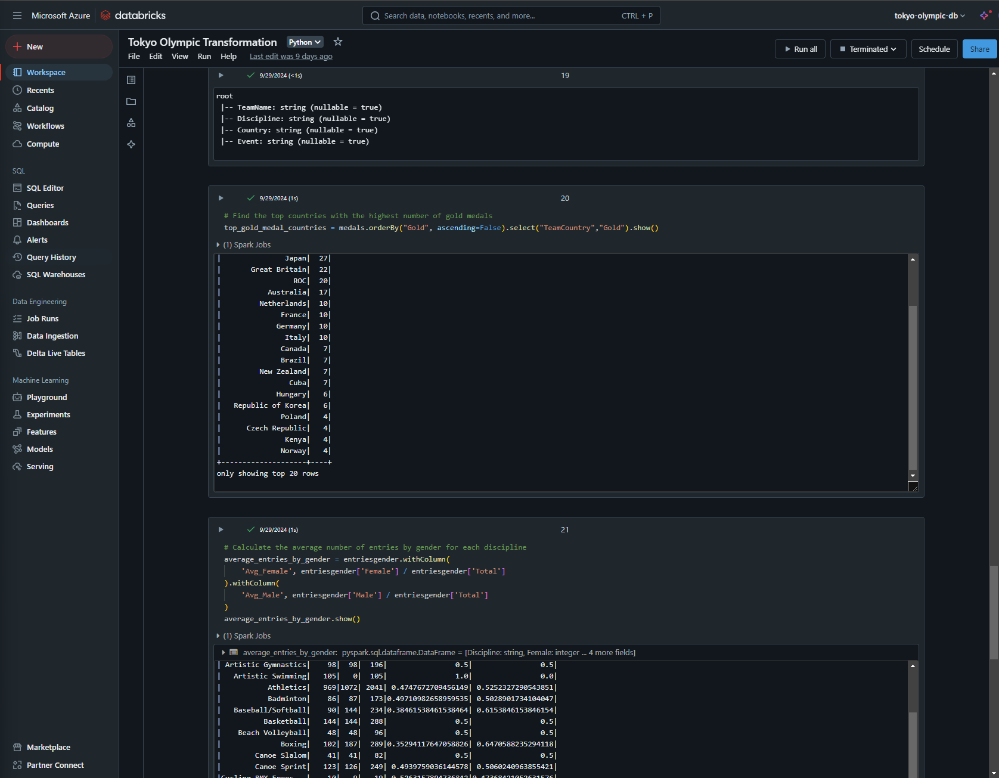 Microsoft Azure
databricks
Search data, notebooks, recents, and more...
CTRL + P
tokyo-olympic-db
New
Workspace
Recents
Catalog
Workflows
Compute
SQL
SQL Editor
Queries
Dashboards
Alerts
Query History
SQL Warehouses
Data Engineering
Job Runs
Data Ingestion
Delta Live Tables
Machine Learning
Playground
Experiments
Features
Models
Serving
Marketplace
Partner Connect
Tokyo Olympic Transformation
Python
File Edit View Run Help Last edit was 9 days ago
Run all
Terminated
Schedule
Share
9/29/2024 (<1s)
19
root
 |-- TeamName: string (nullable = true)
 |-- Discipline: string (nullable = true)
 |-- Country: string (nullable = true)
 |-- Event: string (nullable = true)
9/29/2024 (1s)
20
# Find the top countries with the highest number of gold medals
top_gold_medal_countries = medals.orderBy("Gold", ascending=False).select("TeamCountry","Gold").show()
(1) Spark Jobs
|               Japan|  27|
|       Great Britain|  22|
|                 ROC|  20|
|           Australia|  17|
|         Netherlands|  10|
|              France|  10|
|             Germany|  10|
|               Italy|  10|
|              Canada|   7|
|              Brazil|   7|
|         New Zealand|   7|
|                Cuba|   7|
|             Hungary|   6|
|   Republic of Korea|   6|
|              Poland|   4|
|      Czech Republic|   4|
|               Kenya|   4|
|              Norway|   4|
+--------------------+----+
only showing top 20 rows
9/29/2024 (1s)
21
# Calculate the average number of entries by gender for each discipline
average_entries_by_gender = entriesgender.withColumn(
    'Avg_Female', entriesgender['Female'] / entriesgender['Total']
).withColumn(
    'Avg_Male', entriesgender['Male'] / entriesgender['Total']
)
average_entries_by_gender.show()
(1) Spark Jobs
average_entries_by_gender: pyspark.sql.dataframe.DataFrame = [Discipline: string, Female: integer ... 4 more fields]
| Artistic Gymnastics|    98|  98|  196|                0.5|                0.5|
|   Artistic Swimming|   105|   0|  105|                1.0|                0.0|
|           Athletics|   969|1072| 2041| 0.4747672709456149| 0.5252327290543851|
|           Badminton|    86|  87|  173|0.49710982658959535| 0.5028901734104047|
|   Baseball/Softball|    90| 144|  234|0.38461538461538464| 0.6153846153846154|
|          Basketball|   144| 144|  288|                0.5|                0.5|
|    Beach Volleyball|    48|  48|   96|                0.5|                0.5|
|              Boxing|   102| 187|  289|0.35294117647058826| 0.6470588235294118|
|        Canoe Slalom|    41|  41|   82|                0.5|                0.5|
|        Canoe Sprint|   123| 126|  249| 0.4939759036144578| 0.5060240963855421|
|Cycling BMX Frees...|    10|   9|   19| 0.5263157894736842|0.47368421052631576|